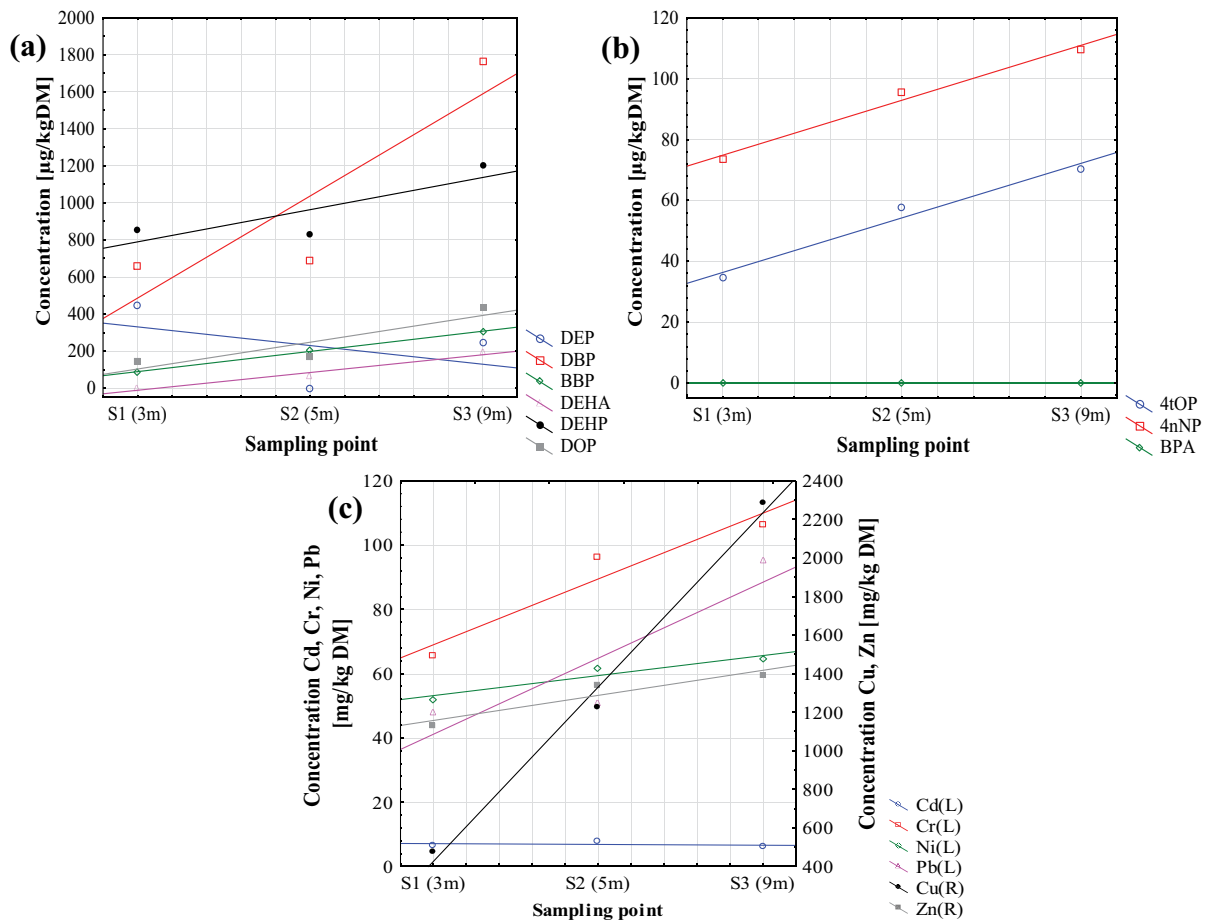 (a)
Concentration [µg/kgDM]
2000
1800
1600
1400
1200
1000
800
600
400
200
0
S1 (3m) S2 (5m) S3 (9m)
Sampling point
DEP
DBP
BBP
DEHA
DEHP
DOP
(b)
Concentration [µg/kgDM]
120
100
80
60
40
20
0
S1 (3m) S2 (5m) S3 (9m)
Sampling point
4tOP
4nNP
BPA
(c)
Concentration Cd, Cr, Ni, Pb
[mg/kg DM]
120
100
80
60
40
20
0
S1 (3m) S2 (5m) S3 (9m)
Sampling point
2400
2200
2000
1800
1600
1400
1200
1000
800
600
400
Concentration Cu, Zn [mg/kg DM]
Cd(L)
Cr(L)
Ni(L)
Pb(L)
Cu(R)
Zn(R)